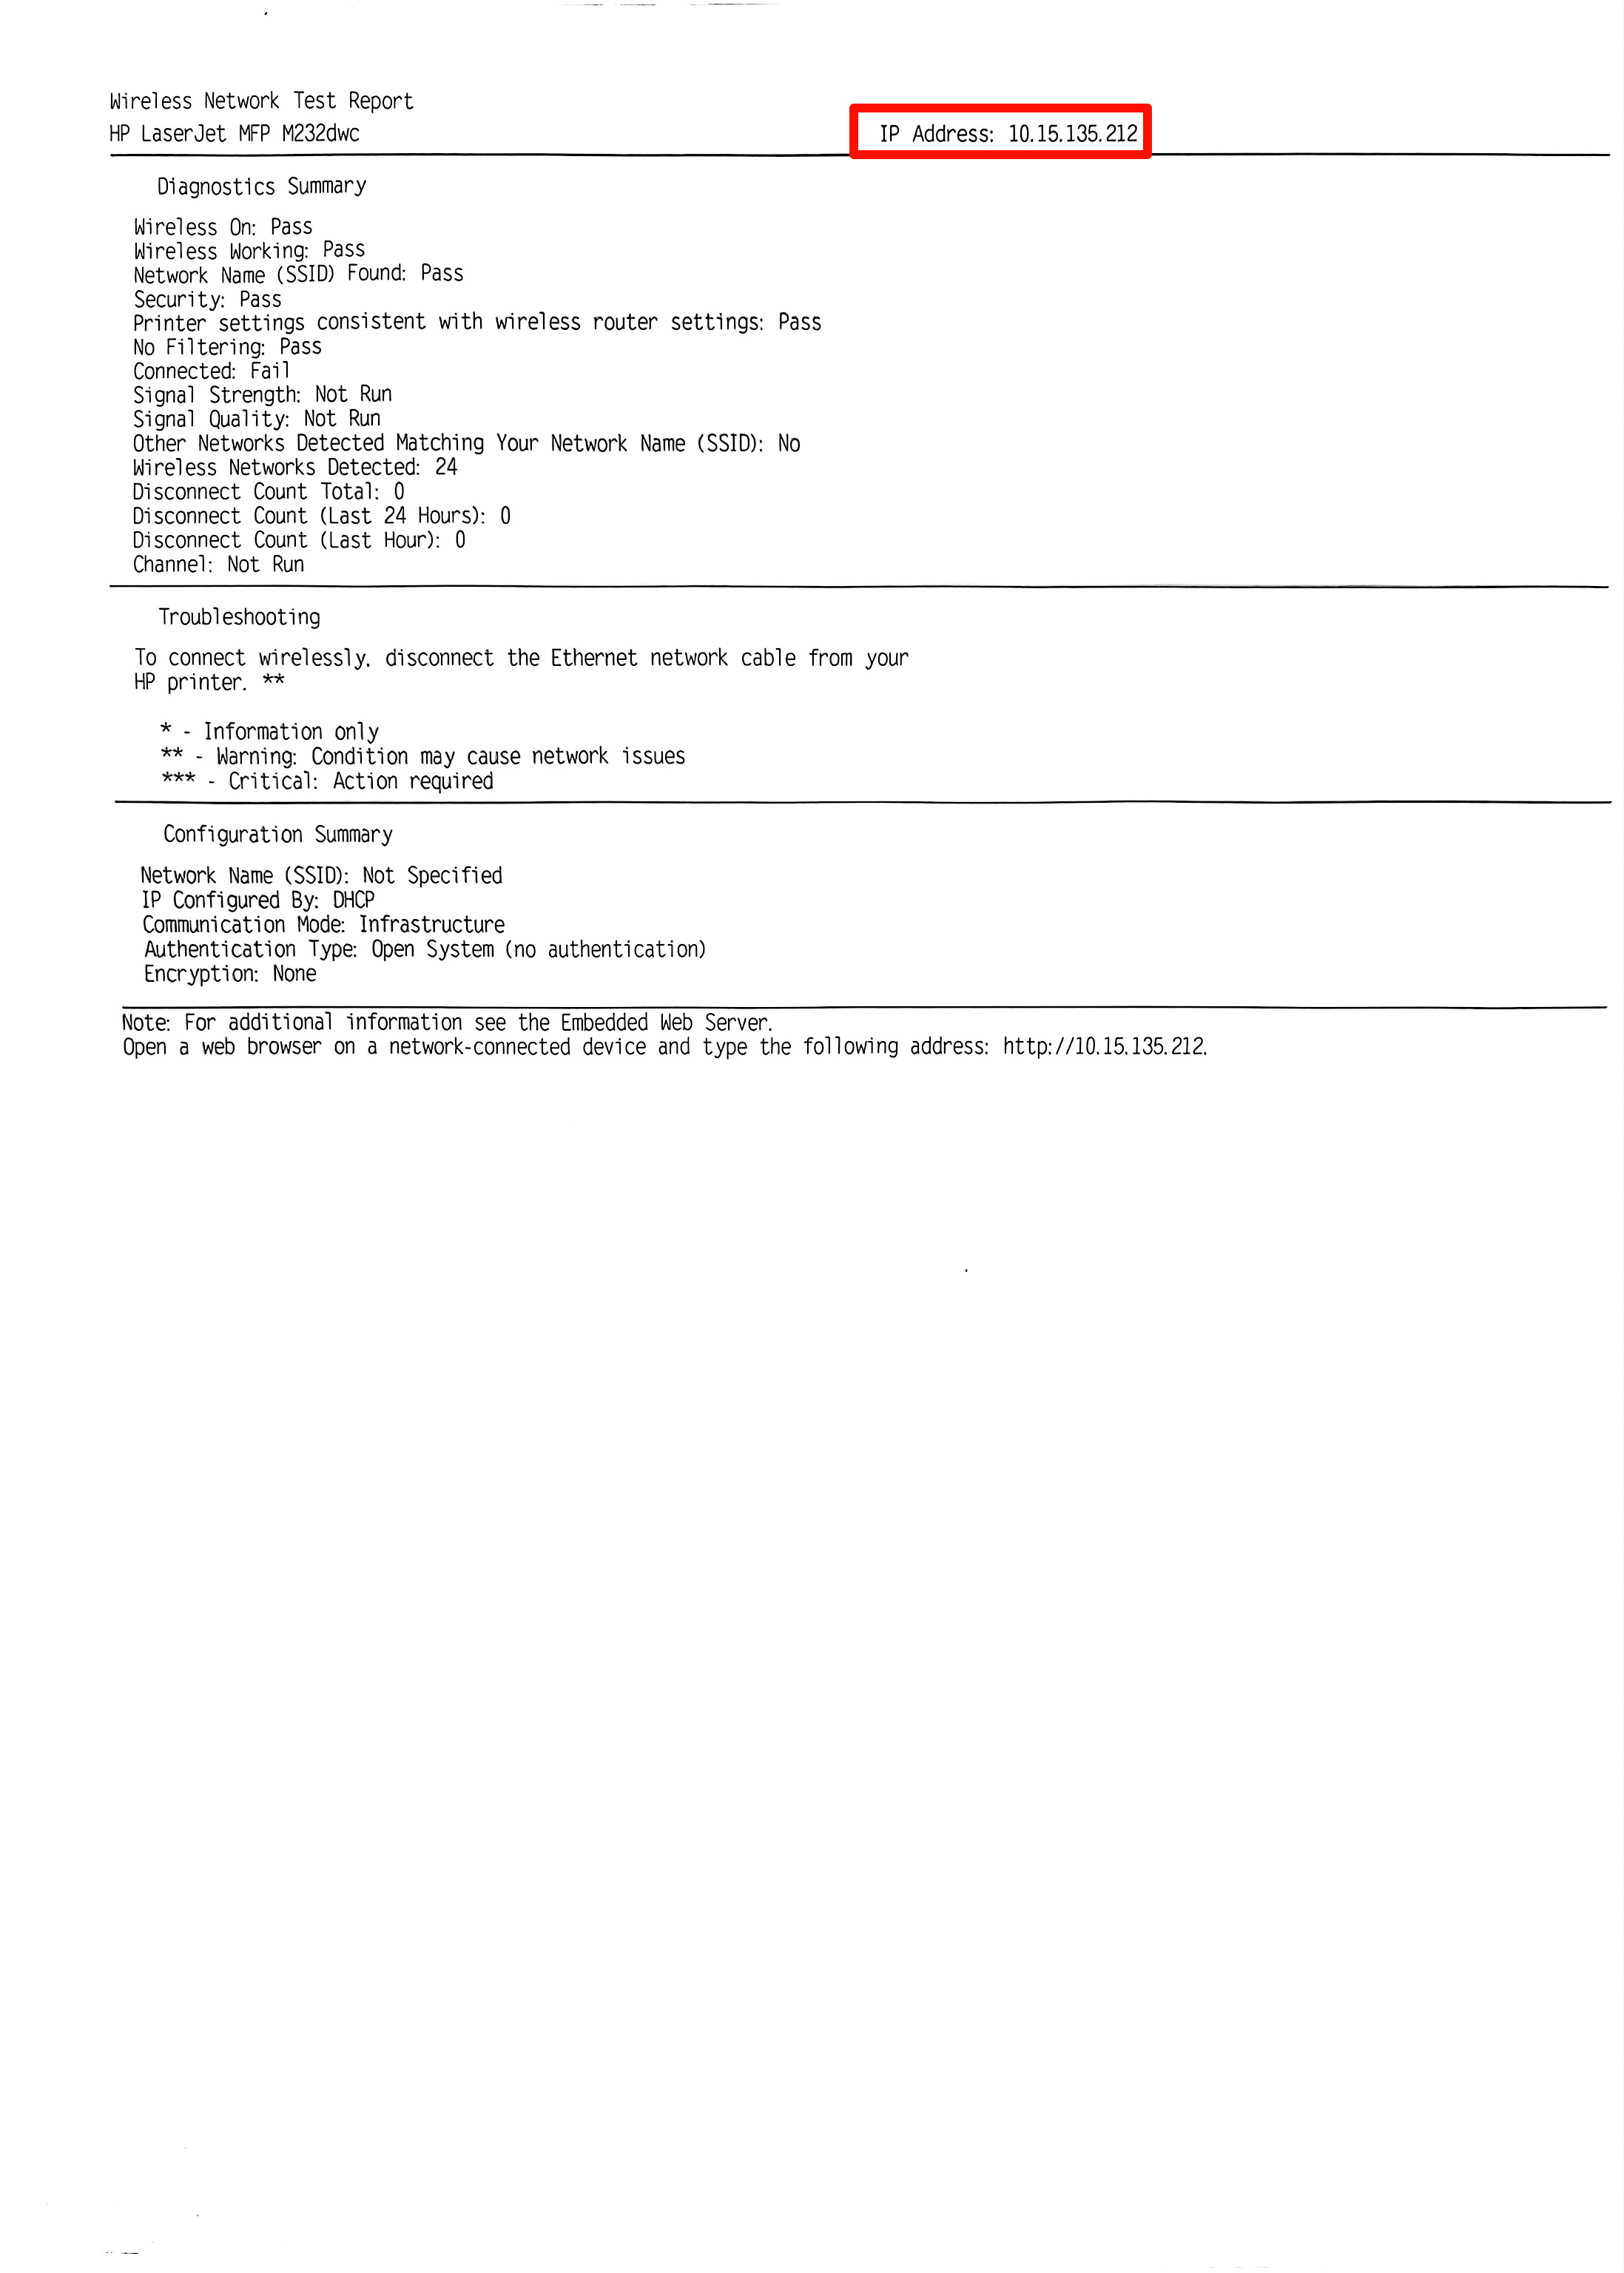 Wireless Network Test Report
HP LaserJet MFP M232dwc
IP Address: 10.15.135.212
Diagnostics Summary
Wireless On: Pass
Wireless Working: Pass
Network Name (SSID) Found: Pass
Security: Pass
Printer settings consistent with wireless router settings: Pass
No Filtering: Pass
Connected: Fail
Signal Strength: Not Run
Signal Quality: Not Run
Other Networks Detected Matching Your Network Name (SSID): No
Wireless Networks Detected: 24
Disconnect Count Total: 0
Disconnect Count (Last 24 Hours): 0
Disconnect Count (Last Hour): 0
Channel: Not Run
Troubleshooting
To connect wirelessly, disconnect the Ethernet network cable from your
HP printer. **
* - Information only
** - Warning: Condition may cause network issues
*** - Critical: Action required
Configuration Summary
Network Name (SSID): Not Specified
IP Configured By: DHCP
Communication Mode: Infrastructure
Authentication Type: Open System (no authentication)
Encryption: None
Note: For additional information see the Embedded Web Server.
Open a web browser on a network-connected device and type the following address: http://10.15.135.212.